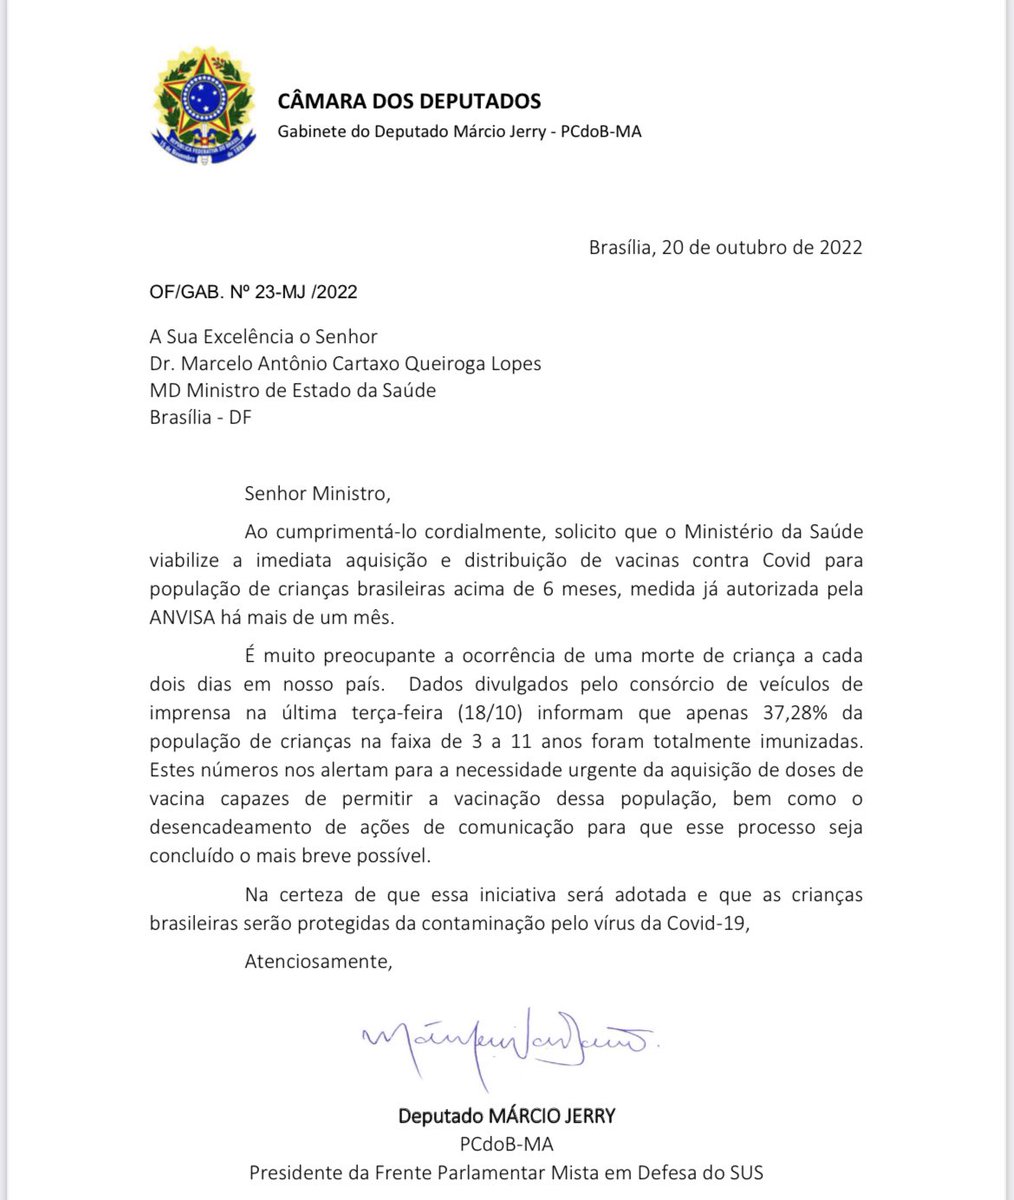 CÂMARA DOS DEPUTADOS
Gabinete do Deputado Márcio Jerry - PCdoB-MA
REPÚBLICA FEDERATIVA DO BRASIL
15 de Novembro de 1889
Brasília, 20 de outubro de 2022
OF/GAB. Nº 23-MJ /2022
A Sua Excelência o Senhor
Dr. Marcelo Antônio Cartaxo Queiroga Lopes
MD Ministro de Estado da Saúde
Brasília - DF
Senhor Ministro,
Ao cumprimentá-lo cordialmente, solicito que o Ministério da Saúde
viabilize a imediata aquisição e distribuição de vacinas contra Covid para
população de crianças brasileiras acima de 6 meses, medida já autorizada pela
ANVISA há mais de um mês.
É muito preocupante a ocorrência de uma morte de criança a cada
dois dias em nosso país. Dados divulgados pelo consórcio de veículos de
imprensa na última terça-feira (18/10) informam que apenas 37,28% da
população de crianças na faixa de 3 a 11 anos foram totalmente imunizadas.
Estes números nos alertam para a necessidade urgente da aquisição de doses de
vacina capazes de permitir a vacinação dessa população, bem como o
desencadeamento de ações de comunicação para que esse processo seja
concluído o mais breve possível.
Na certeza de que essa iniciativa será adotada e que as crianças
brasileiras serão protegidas da contaminação pelo vírus da Covid-19,
Atenciosamente,
Deputado MÁRCIO JERRY
PCdoB-MA
Presidente da Frente Parlamentar Mista em Defesa do SUS